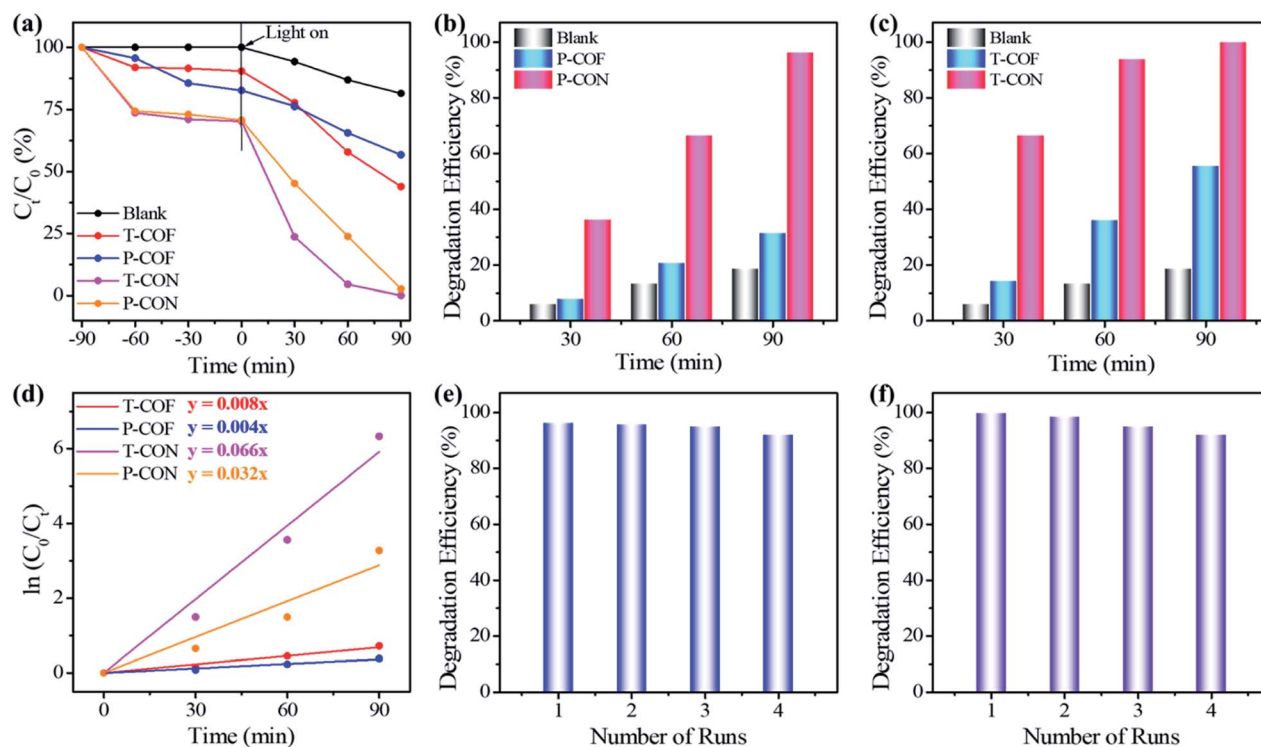 (a)
Light on
100
75
50
25
0
Ct/C0 (%)
Blank
T-COF
P-COF
T-CON
P-CON
-90 -60 -30 0 30 60 90
Time (min)
(b)
Blank
P-COF
P-CON
100
80
60
40
20
0
Degradation Efficiency (%)
30 60 90
Time (min)
(c)
Blank
T-COF
T-CON
100
80
60
40
20
0
Degradation Efficiency (%)
30 60 90
Time (min)
(d)
T-COF y = 0.008x
P-COF y = 0.004x
T-CON y = 0.066x
P-CON y = 0.032x
6
4
2
0
ln (C0/Ct)
0 30 60 90
Time (min)
(e)
100
80
60
40
20
0
Degradation Efficiency (%)
1 2 3 4
Number of Runs
(f)
100
80
60
40
20
0
Degradation Efficiency (%)
1 2 3 4
Number of Runs